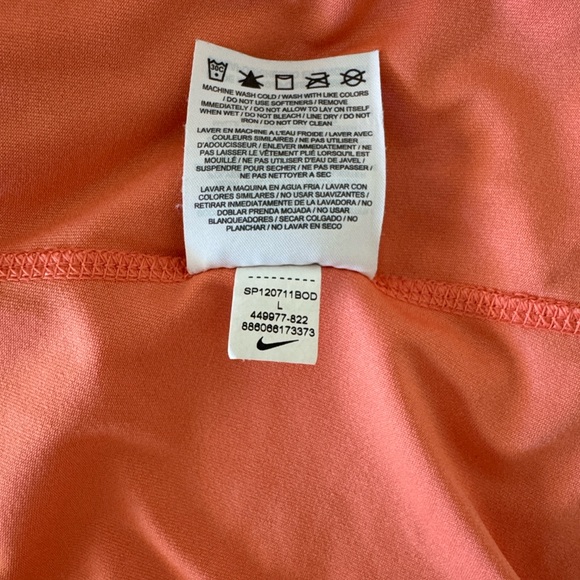 30C
MACHINE WASH COLD / WASH WITH LIKE COLORS
/ DO NOT USE SOFTENERS / REMOVE
IMMEDIATELY / DO NOT ALLOW TO LAY ON ITSELF
WHEN WET / DO NOT BLEACH / LINE DRY / DO NOT
IRON / DO NOT DRY CLEAN
LAVER EN MACHINE A L'EAU FROIDE / LAVER AVEC
COULEURS SIMILAIRES / NE PAS UTILISER
D'ADOUCISSEUR / ENLEVER IMMEDIATEMENT / NE
PAS LAISSER LE VÊTEMENT PLIÉ LORSQU'IL EST
MOUILLÉ / NE PAS UTILISER D'EAU DE JAVEL /
SUSPENDRE POUR SECHER / NE PAS REPASSER /
NE PAS NETTOYER A SEC
LAVAR A MAQUINA EN AGUA FRIA / LAVAR CON
COLORES SIMILARES / NO USAR SUAVIZANTES /
RETIRAR INMEDIATAMENTE DE LA LAVADORA / NO
DOBLAR PRENDA MOJADA / NO USAR
BLANQUEADORES / SECAR COLGADO / NO
PLANCHAR / NO LAVAR EN SECO
SP120711BOD
L
449977-822
886066173373